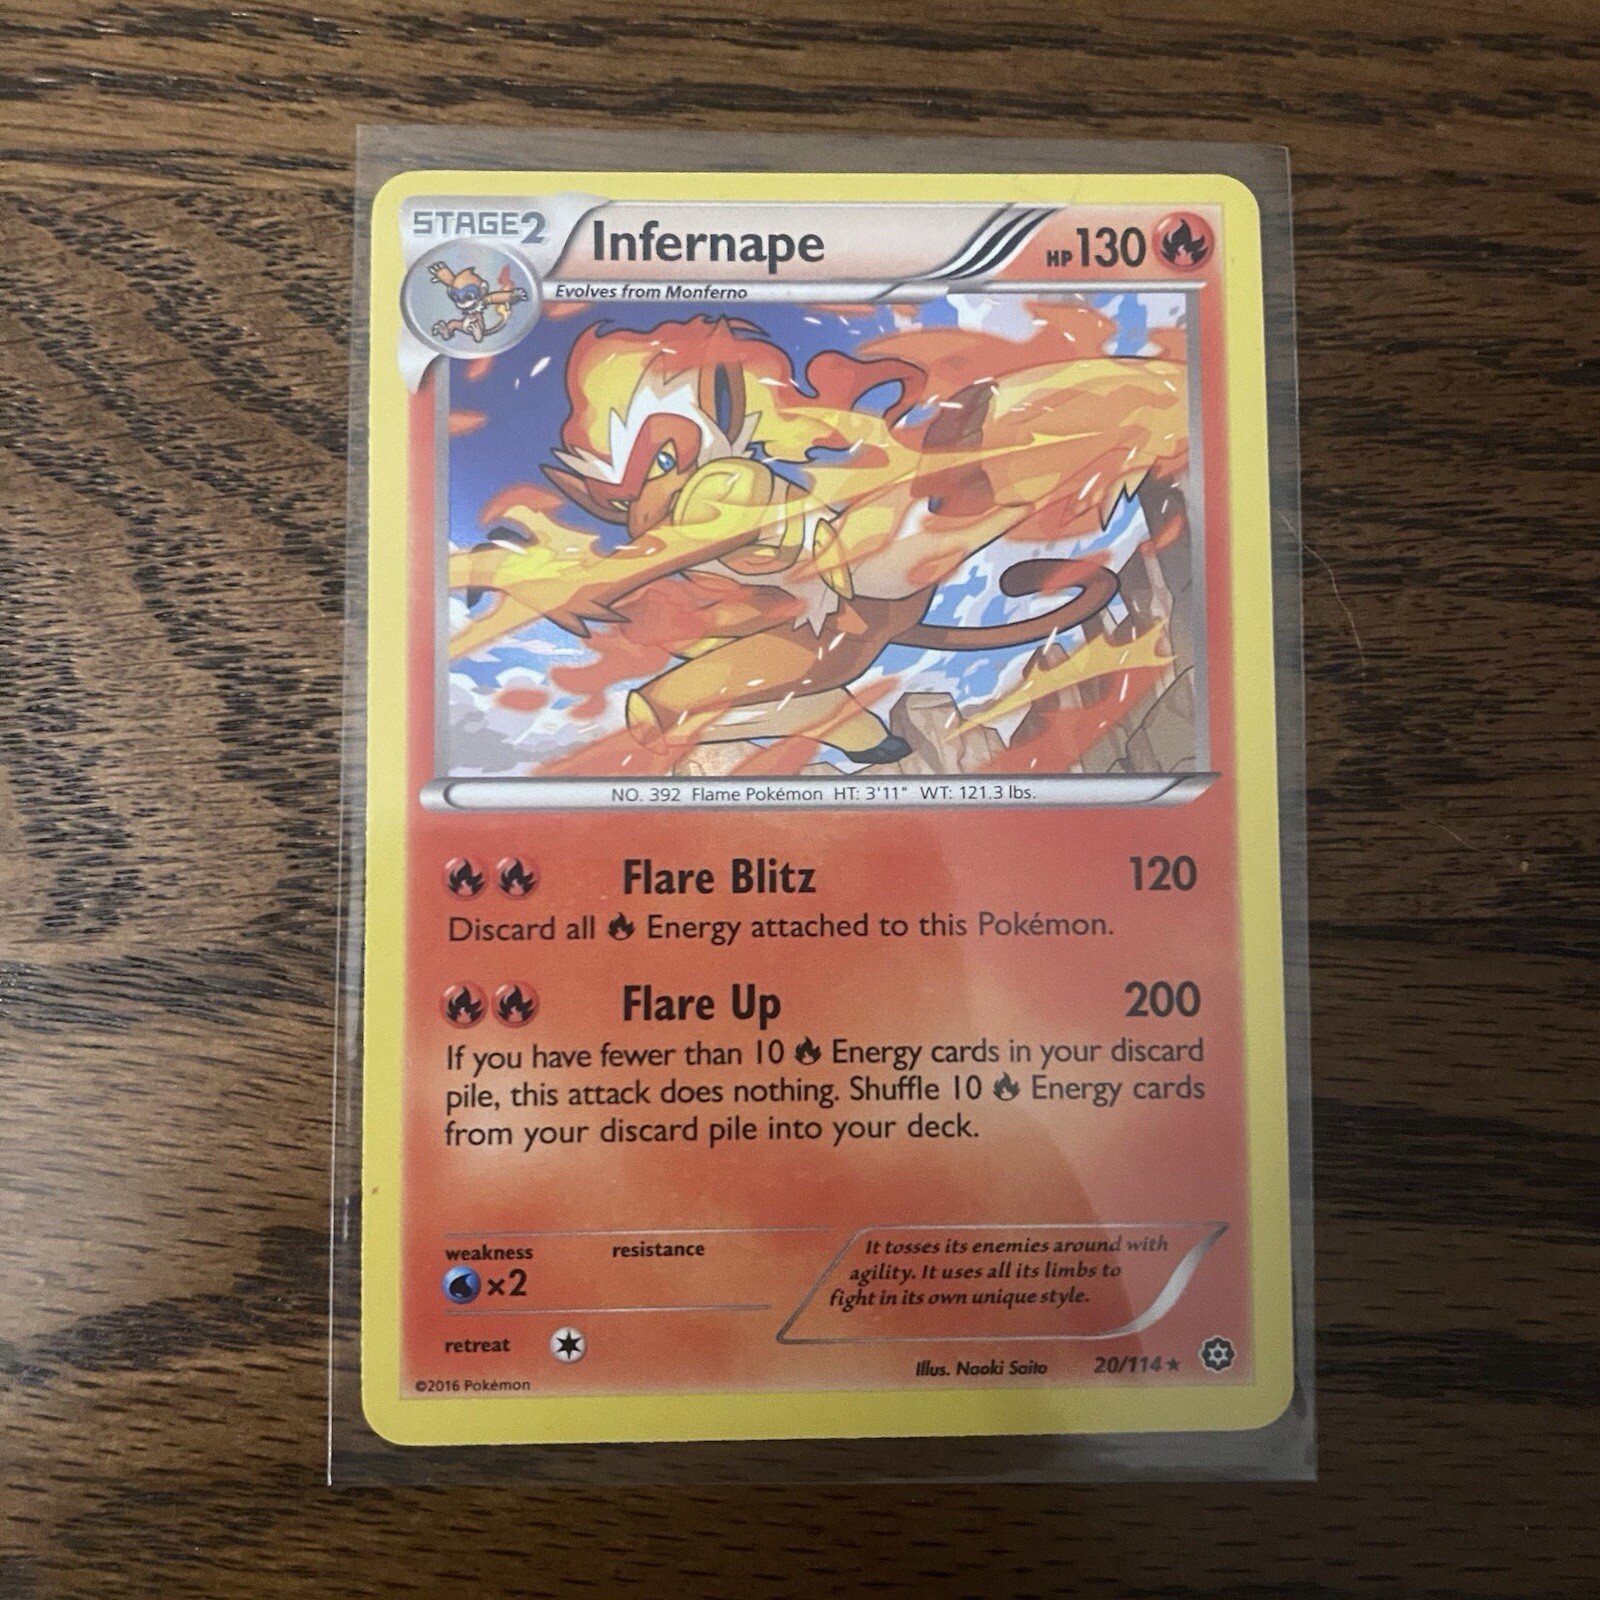 STAGE2
Infernape
HP 130
Evolves from Monferno
NO. 392 Flame Pokémon HT: 3'11" WT: 121.3 lbs.
Flare Blitz 120
Discard all Energy attached to this Pokémon.
Flare Up 200
If you have fewer than 10 Energy cards in your discard
pile, this attack does nothing. Shuffle 10 Energy cards
from your discard pile into your deck.
weakness resistance
×2
retreat
It tosses its enemies around with
agility. It uses all its limbs to
fight in its own unique style.
Illus. Naoki Saito 20/114★
©2016 Pokémon